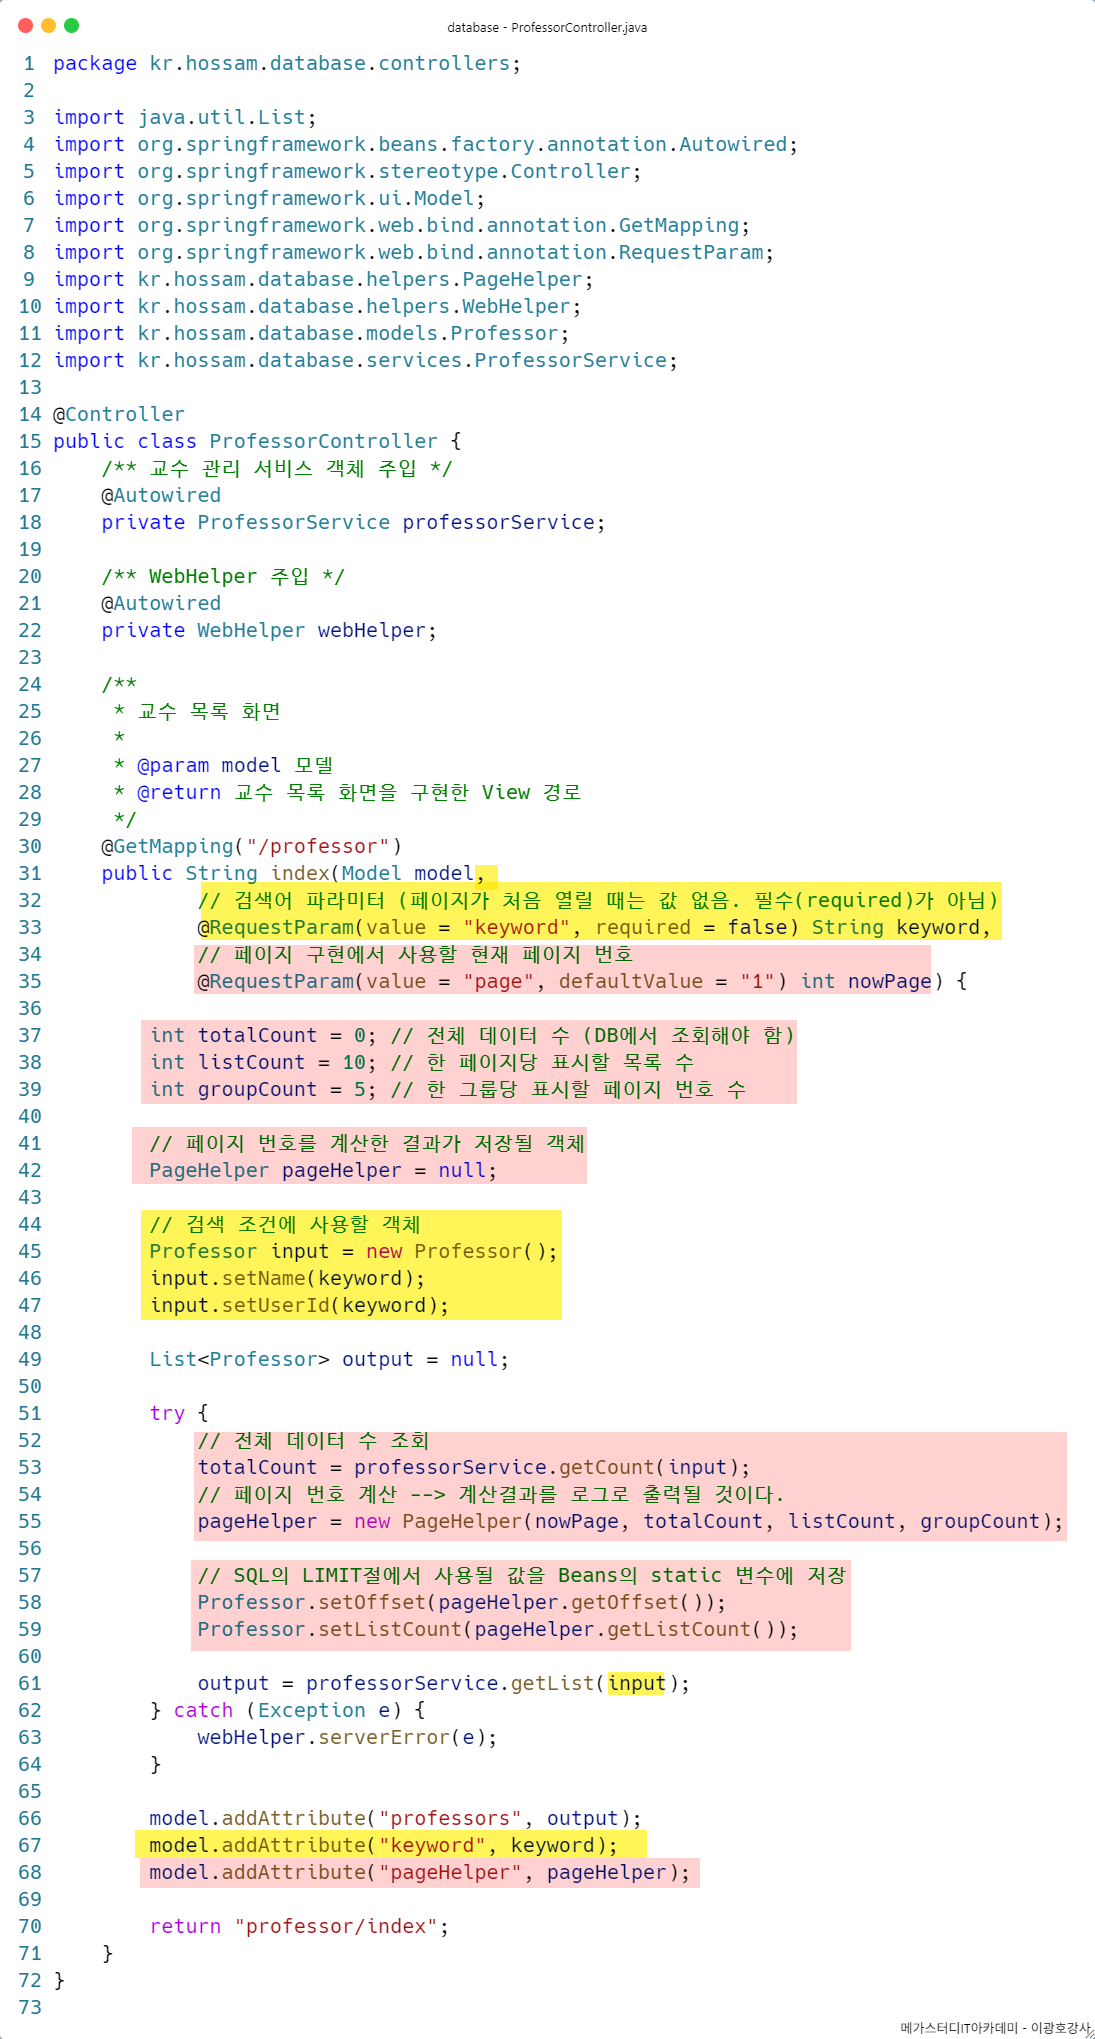 database - ProfessorController.java
1 package kr.hossam.database.controllers;
2
3 import java.util.List;
4 import org.springframework.beans.factory.annotation.Autowired;
5 import org.springframework.stereotype.Controller;
6 import org.springframework.ui.Model;
7 import org.springframework.web.bind.annotation.GetMapping;
8 import org.springframework.web.bind.annotation.RequestParam;
9 import kr.hossam.database.helpers.PageHelper;
10 import kr.hossam.database.helpers.WebHelper;
11 import kr.hossam.database.models.Professor;
12 import kr.hossam.database.services.ProfessorService;
13
14 @Controller
15 public class ProfessorController {
16     /** 교수 관리 서비스 객체 주입 */
17     @Autowired
18     private ProfessorService professorService;
19
20     /** WebHelper 주입 */
21     @Autowired
22     private WebHelper webHelper;
23
24     /**
25      * 교수 목록 화면
26      *
27      * @param model 모델
28      * @return 교수 목록 화면을 구현한 View 경로
29      */
30     @GetMapping("/professor")
31     public String index(Model model,
32             // 검색어 파라미터 (페이지가 처음 열릴 때는 값 없음. 필수(required)가 아님)
33             @RequestParam(value = "keyword", required = false) String keyword,
34             // 페이지 구현에서 사용할 현재 페이지 번호
35             @RequestParam(value = "page", defaultValue = "1") int nowPage) {
36
37         int totalCount = 0; // 전체 데이터 수 (DB에서 조회해야 함)
38         int listCount = 10; // 한 페이지당 표시할 목록 수
39         int groupCount = 5; // 한 그룹당 표시할 페이지 번호 수
40
41         // 페이지 번호를 계산한 결과가 저장될 객체
42         PageHelper pageHelper = null;
43
44         // 검색 조건에 사용할 객체
45         Professor input = new Professor();
46         input.setName(keyword);
47         input.setUserId(keyword);
48
49         List<Professor> output = null;
50
51         try {
52             // 전체 데이터 수 조회
53             totalCount = professorService.getCount(input);
54             // 페이지 번호 계산 --> 계산결과를 로그로 출력될 것이다.
55             pageHelper = new PageHelper(nowPage, totalCount, listCount, groupCount);
56
57             // SQL의 LIMIT절에서 사용될 값을 Beans의 static 변수에 저장
58             Professor.setOffset(pageHelper.getOffset());
59             Professor.setListCount(pageHelper.getListCount());
60
61             output = professorService.getList(input);
62         } catch (Exception e) {
63             webHelper.serverError(e);
64         }
65
66         model.addAttribute("professors", output);
67         model.addAttribute("keyword", keyword);
68         model.addAttribute("pageHelper", pageHelper);
69
70         return "professor/index";
71     }
72 }
73
메가스터디IT아카데미 - 이광호강사